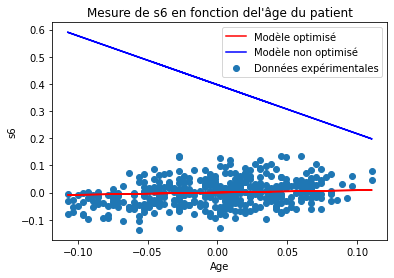 Mesure de s6 en fonction del'âge du patient
Modèle optimisé
Modèle non optimisé
Données expérimentales
0.6
0.5
0.4
0.3
0.2
0.1
0.0
−0.1
s6
−0.10
−0.05
0.00
0.05
0.10
Age